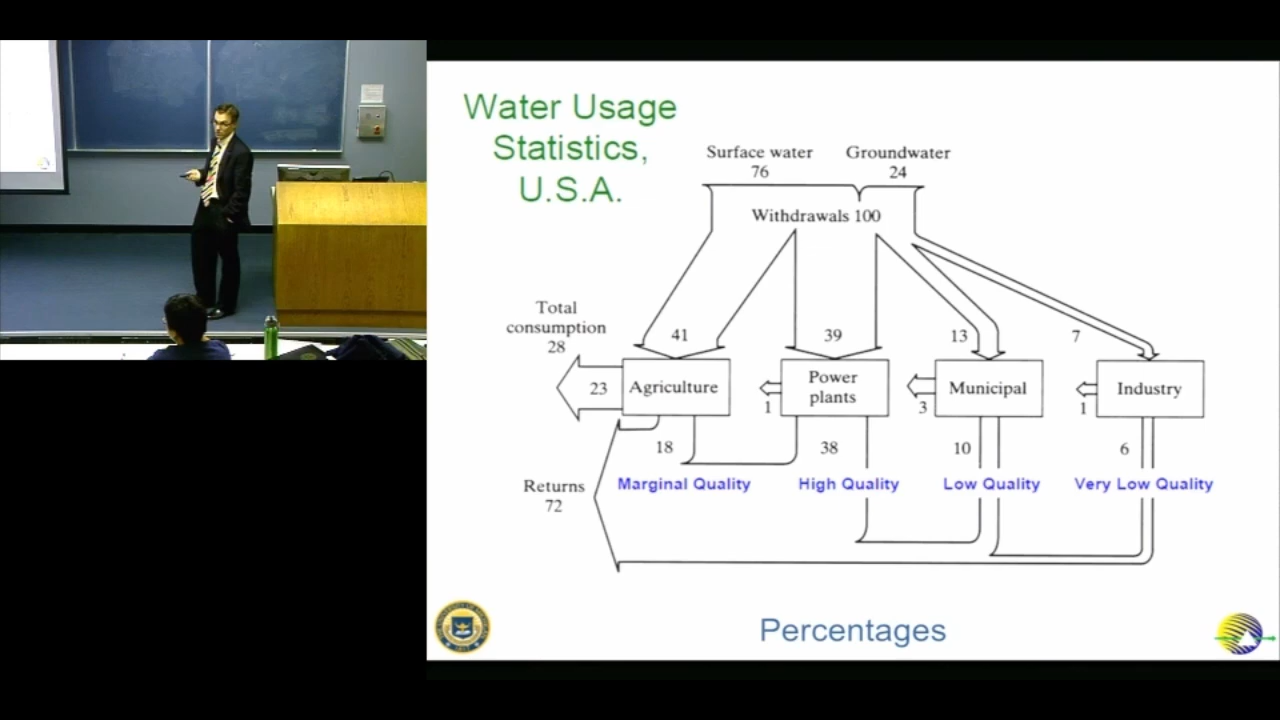 Water Usage
Statistics,
U.S.A.
Surface water
76
Groundwater
24
Withdrawals 100
Total
consumption
28
41
39
13
7
23
Agriculture
1
Power
plants
3
Municipal
1
Industry
18
38
10
6
Returns
72
Marginal Quality
High Quality
Low Quality
Very Low Quality
Percentages